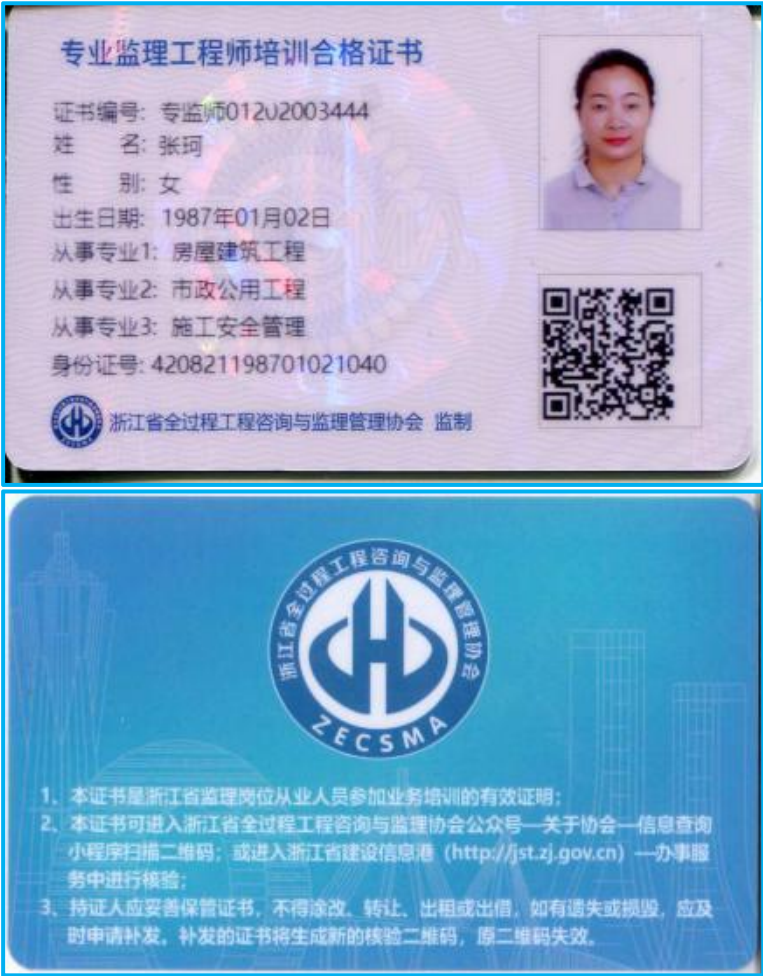 专业监理工程师培训合格证书
证书编号: 专监师01202003444
姓 名: 张珂
性 别: 女
出生日期: 1987年01月02日
从事专业1: 房屋建筑工程
从事专业2: 市政公用工程
从事专业3: 施工安全管理
身份证号: 420821198701021040
浙江省全过程工程咨询与监理管理协会 监制
浙江省全过程工程咨询与监理管理协会
ZECSMA
1、本证书是浙江省监理岗位从业人员参加业务培训的有效证明；
2、本证书可进入浙江省全过程工程咨询与监理协会公众号—关于协会—信息查询
小程序扫描二维码；或进入浙江省建设信息港（http://jst.zj.gov.cn）—办事服
务中进行核验；
3、持证人应妥善保管证书，不得涂改、转让、出租或出借，如有遗失或损毁，应及
时申请补发。补发的证书将生成新的核验二维码，原二维码失效。